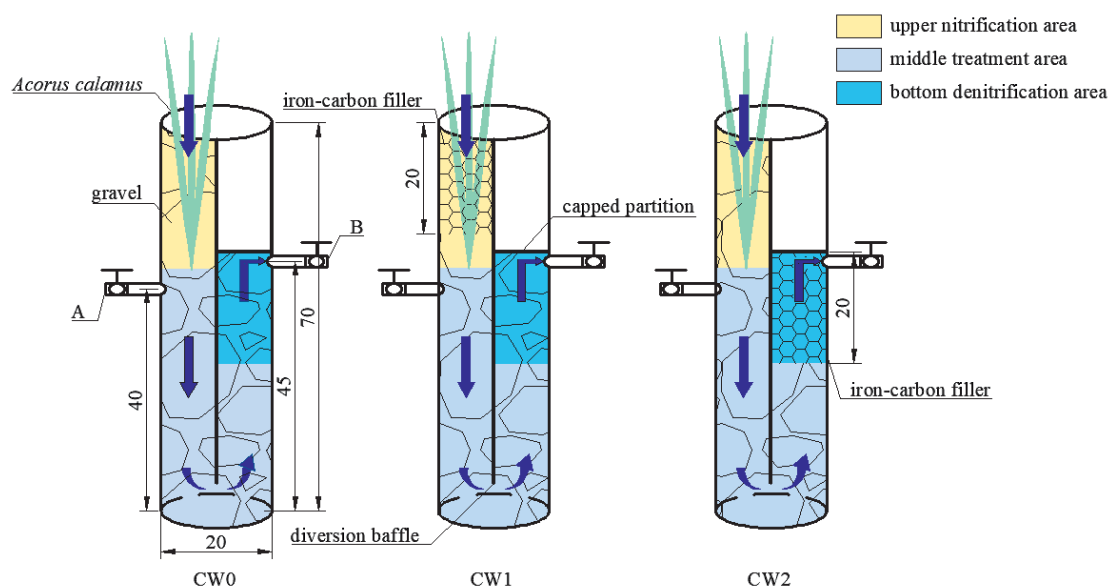 upper nitrification area
middle treatment area
bottom denitrification area
Acorus calamus
iron-carbon filler
gravel
20
capped partition
B
A
70
45
40
20
iron-carbon filler
diversion baffle
20
CW0
CW1
CW2